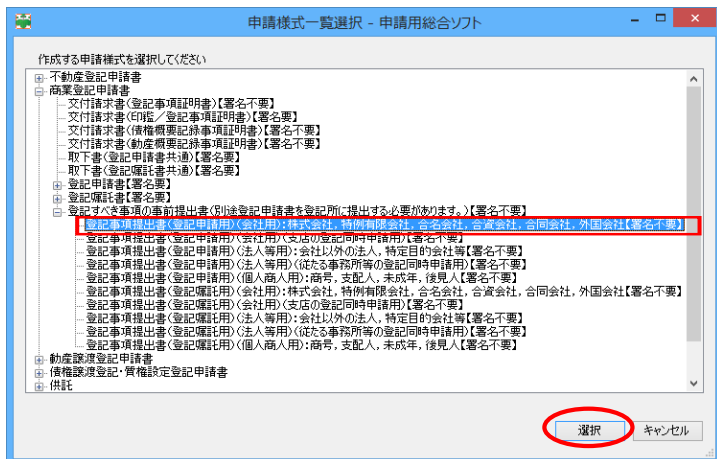 申請様式一覧選択 - 申請用総合ソフト
作成する申請様式を選択してください
不動産登記申請書
商業登記申請書
交付請求書(登記事項証明書)【署名不要】
交付請求書(印鑑/登記事項証明書)【署名要】
交付請求書(債権概要記録事項証明書)【署名不要】
交付請求書(動産概要記録事項証明書)【署名不要】
取下書(登記申請書共通)【署名要】
取下書(登記嘱託書共通)【署名要】
登記申請書【署名要】
登記嘱託書【署名要】
登記すべき事項の事前提出書(別途登記申請書を登記所に提出する必要があります。)【署名不要】
登記事項提出書(登記申請用)(会社用):株式会社, 特例有限会社, 合名会社, 合資会社, 合同会社, 外国会社【署名不要】
登記事項提出書(登記申請用)(会社用)(支店の登記同時申請用)【署名不要】
登記事項提出書(登記申請用)(法人等用):会社以外の法人, 特定目的会社等【署名不要】
登記事項提出書(登記申請用)(法人等用)(従たる事務所等の登記同時申請用)【署名不要】
登記事項提出書(登記申請用)(個人商人用):商号, 支配人, 未成年, 後見人【署名不要】
登記事項提出書(登記嘱託用)(会社用):株式会社, 特例有限会社, 合名会社, 合資会社, 合同会社, 外国会社【署名不要】
登記事項提出書(登記嘱託用)(会社用)(支店の登記同時申請用)【署名不要】
登記事項提出書(登記嘱託用)(法人等用):会社以外の法人, 特定目的会社等【署名不要】
登記事項提出書(登記嘱託用)(法人等用)(従たる事務所等の登記同時申請用)【署名不要】
登記事項提出書(登記嘱託用)(個人商人用):商号, 支配人, 未成年, 後見人【署名不要】
動産譲渡登記申請書
債権譲渡登記・質権設定登記申請書
供託
選択
キャンセル